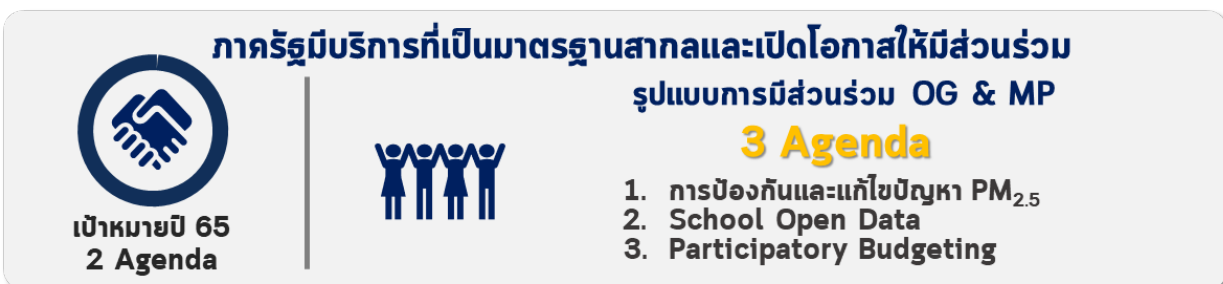 ภาครัฐมีบริการที่เป็นมาตรฐานสากลและเปิดโอกาสให้มีส่วนร่วม
เป้าหมายปี 65
2 Agenda
รูปแบบการมีส่วนร่วม OG & MP
3 Agenda
1. การป้องกันและแก้ไขปัญหา PM2.5
2. School Open Data
3. Participatory Budgeting